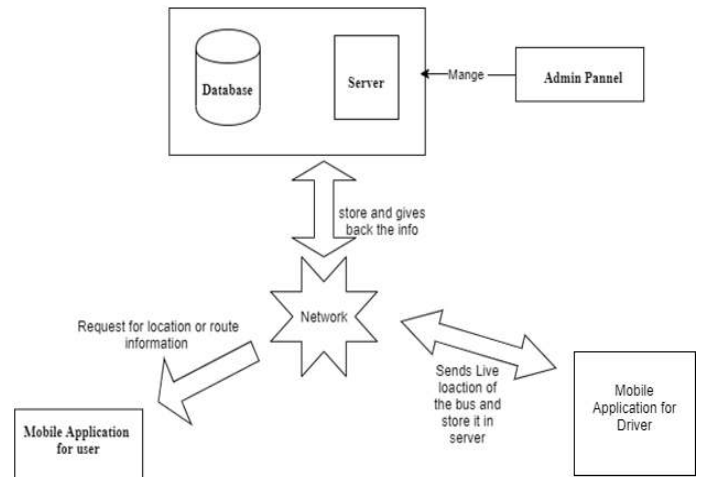 Database
Server
Mange
Admin Pannel
store and gives
back the info
Network
Request for location or route
information
Sends Live
loaction of
the bus and
store it in
server
Mobile
Application for
Driver
Mobile Application
for user